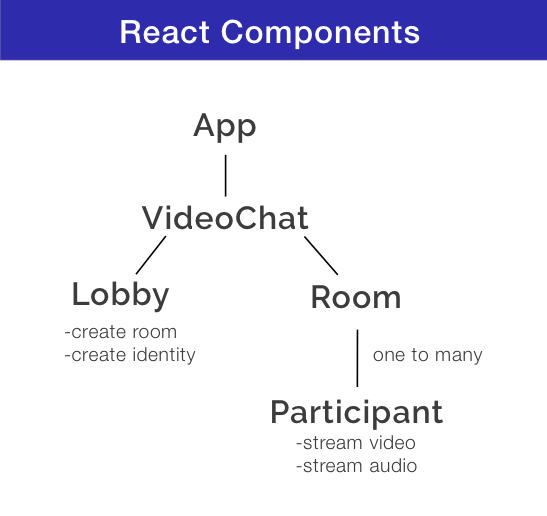 React Components
App
VideoChat
Lobby
-create room
-create identity
Room
one to many
Participant
-stream video
-stream audio